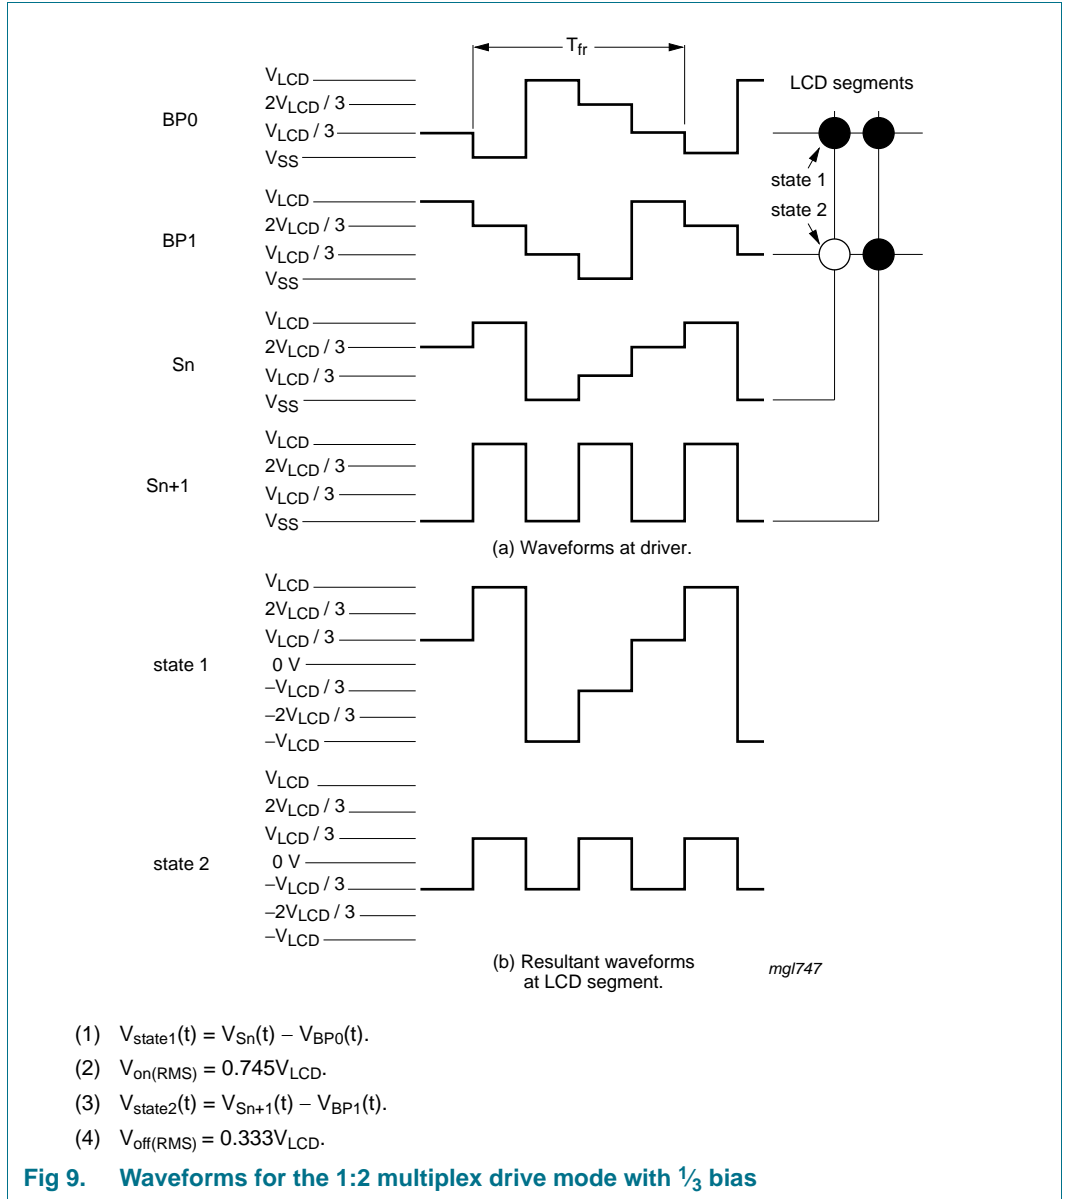 Tfr
VLCD
2VLCD / 3
BP0
VLCD / 3
VSS
LCD segments
state 1
state 2
VLCD
2VLCD / 3
BP1
VLCD / 3
VSS
VLCD
2VLCD / 3
Sn
VLCD / 3
VSS
VLCD
2VLCD / 3
Sn+1
VLCD / 3
VSS
(a) Waveforms at driver.
VLCD
2VLCD / 3
VLCD / 3
state 1
0 V
−VLCD / 3
−2VLCD / 3
−VLCD
VLCD
2VLCD / 3
VLCD / 3
state 2
0 V
−VLCD / 3
−2VLCD / 3
−VLCD
(b) Resultant waveforms
at LCD segment.
mgl747
(1) Vstate1(t) = VSn(t) − VBP0(t).
(2) Von(RMS) = 0.745VLCD.
(3) Vstate2(t) = VSn+1(t) − VBP1(t).
(4) Voff(RMS) = 0.333VLCD.
Fig 9. Waveforms for the 1:2 multiplex drive mode with 1⁄3 bias